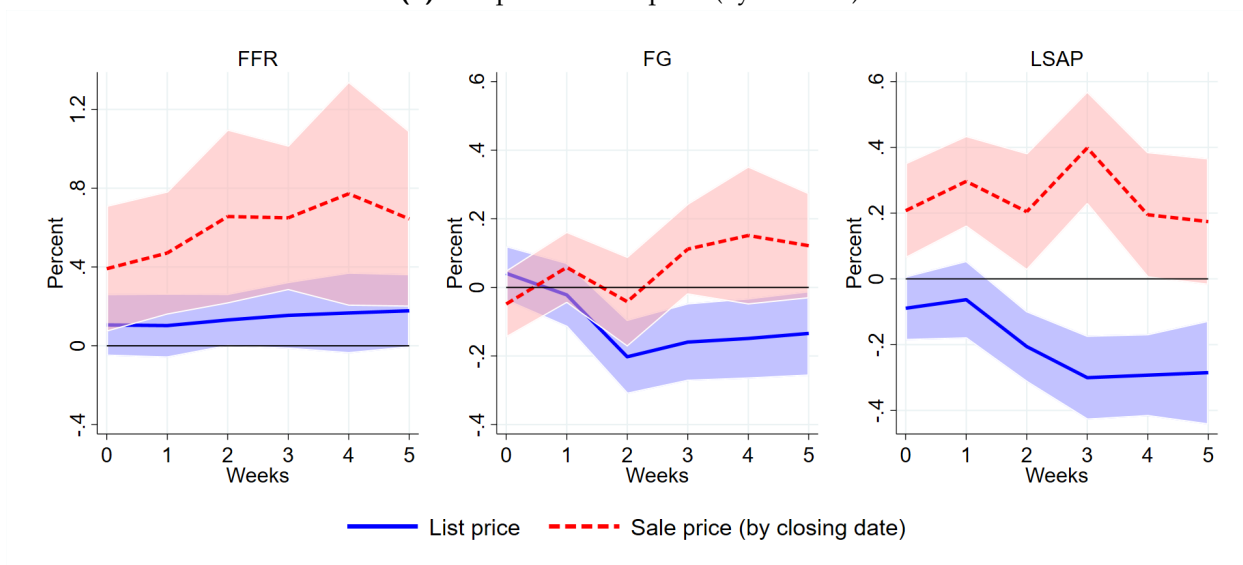 FFR
FG
LSAP
Percent
1.2
.8
.4
0
-.4
0 1 2 3 4 5
Weeks
Percent
.6
.4
.2
0
-.2
-.4
0 1 2 3 4 5
Weeks
Percent
.6
.4
.2
0
-.2
-.4
0 1 2 3 4 5
Weeks
List price
Sale price (by closing date)